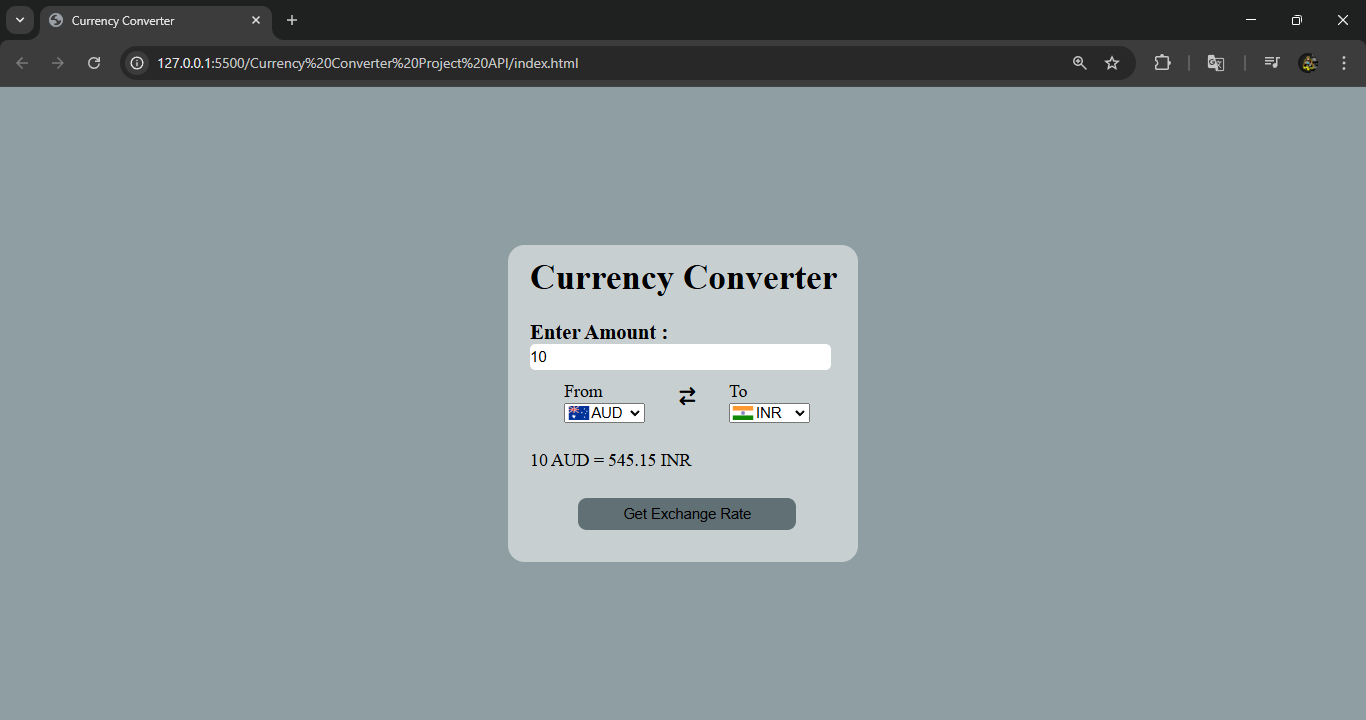 Currency Converter
127.0.0.1:5500/Currency%20Converter%20Project%20API/index.html
Currency Converter
Enter Amount :
10
From ⇄ To
AUD INR
10 AUD = 545.15 INR
Get Exchange Rate